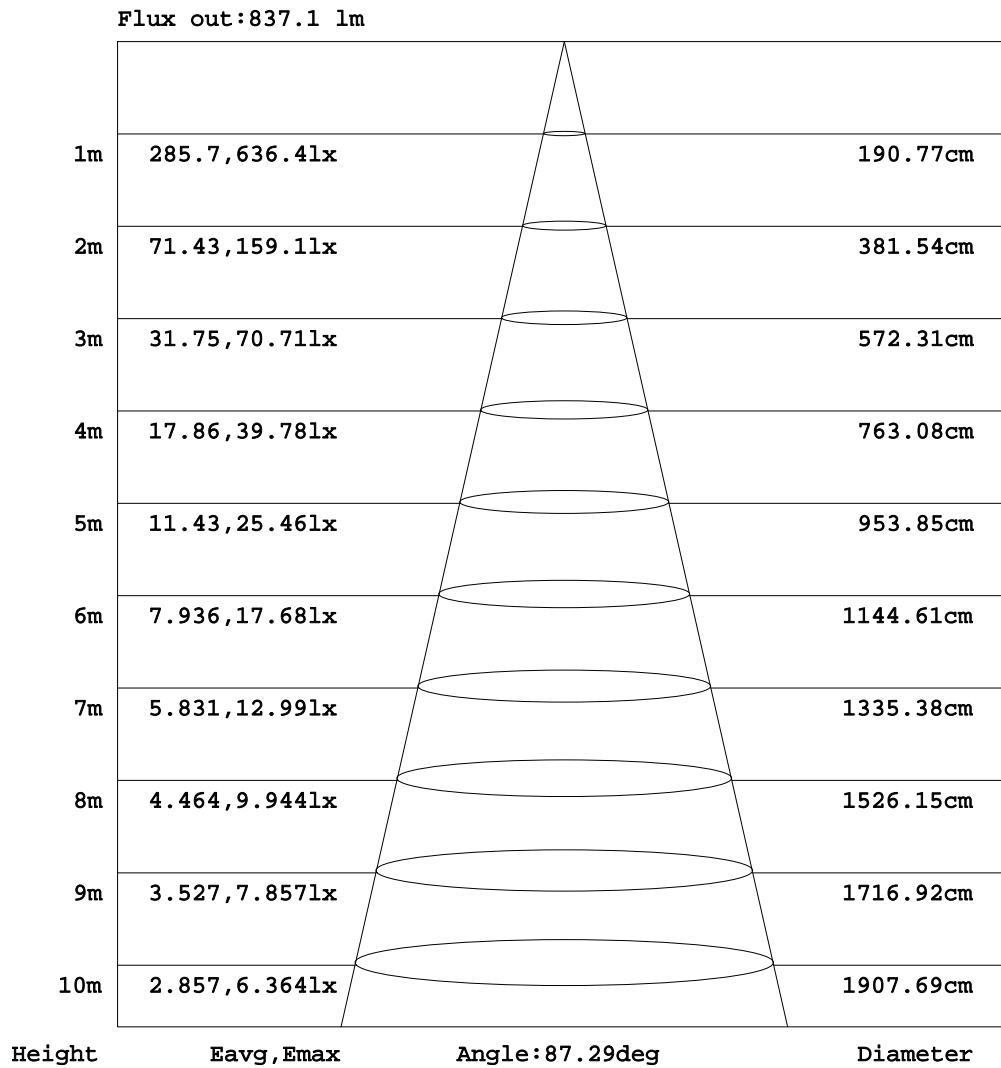 Flux out:837.1 lm
1m 285.7,636.4lx 190.77cm
2m 71.43,159.1lx 381.54cm
3m 31.75,70.71lx 572.31cm
4m 17.86,39.78lx 763.08cm
5m 11.43,25.46lx 953.85cm
6m 7.936,17.68lx 1144.61cm
7m 5.831,12.99lx 1335.38cm
8m 4.464,9.944lx 1526.15cm
9m 3.527,7.857lx 1716.92cm
10m 2.857,6.364lx 1907.69cm
Height Eavg,Emax Angle:87.29deg Diameter